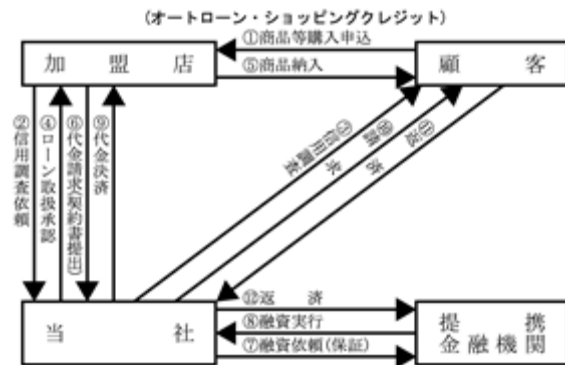 (オートローン・ショッピングクレジット)
①商品等購入申込
加盟店
顧客
⑤商品納入
②信用調査依頼
④ローン取扱承認
⑥代金請求(契約書提出)
⑨代金決済
③信用調査
⑩請求
⑪返済
⑫返済
当社
⑧融資実行
提携
金融機関
⑦融資依頼(保証)